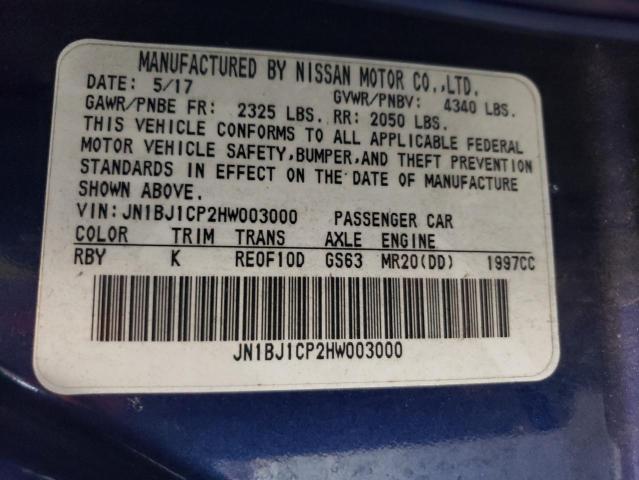 MANUFACTURED BY NISSAN MOTOR CO.,LTD.
DATE: 5/17 GVWR/PNBV: 4340 LBS.
GAWR/PNBE FR: 2325 LBS. RR: 2050 LBS.
THIS VEHICLE CONFORMS TO ALL APPLICABLE FEDERAL
MOTOR VEHICLE SAFETY,BUMPER,AND THEFT PREVENTION
STANDARDS IN EFFECT ON THE DATE OF MANUFACTURE
SHOWN ABOVE.
VIN:JN1BJ1CP2HW003000 PASSENGER CAR
COLOR TRIM TRANS AXLE ENGINE
RBY K RE0F10D GS63 MR20(DD) 1997CC
JN1BJ1CP2HW003000